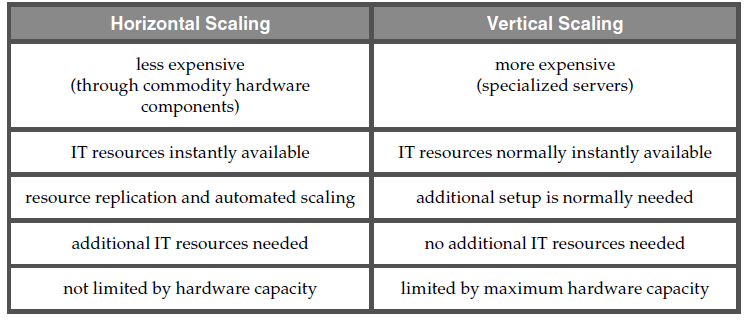 Horizontal Scaling
Vertical Scaling
less expensive
(through commodity hardware
components)
more expensive
(specialized servers)
IT resources instantly available
IT resources normally instantly available
resource replication and automated scaling
additional setup is normally needed
additional IT resources needed
no additional IT resources needed
not limited by hardware capacity
limited by maximum hardware capacity